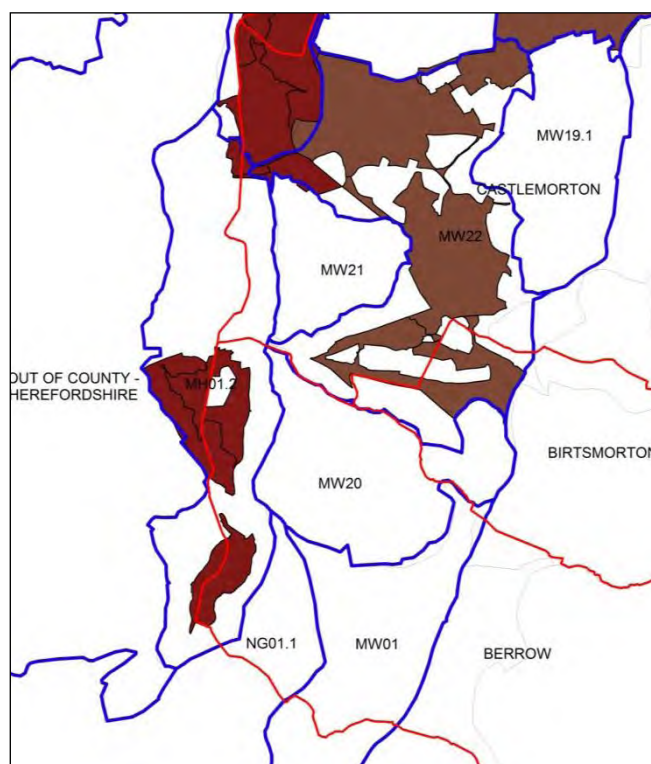 MW19.1
CASTLEMORTON
MW22
MW21
OUT OF COUNTY -
HEREFORDSHIRE
MH01.2
BIRTSMORTON
MW20
NG01.1
MW01
BERROW